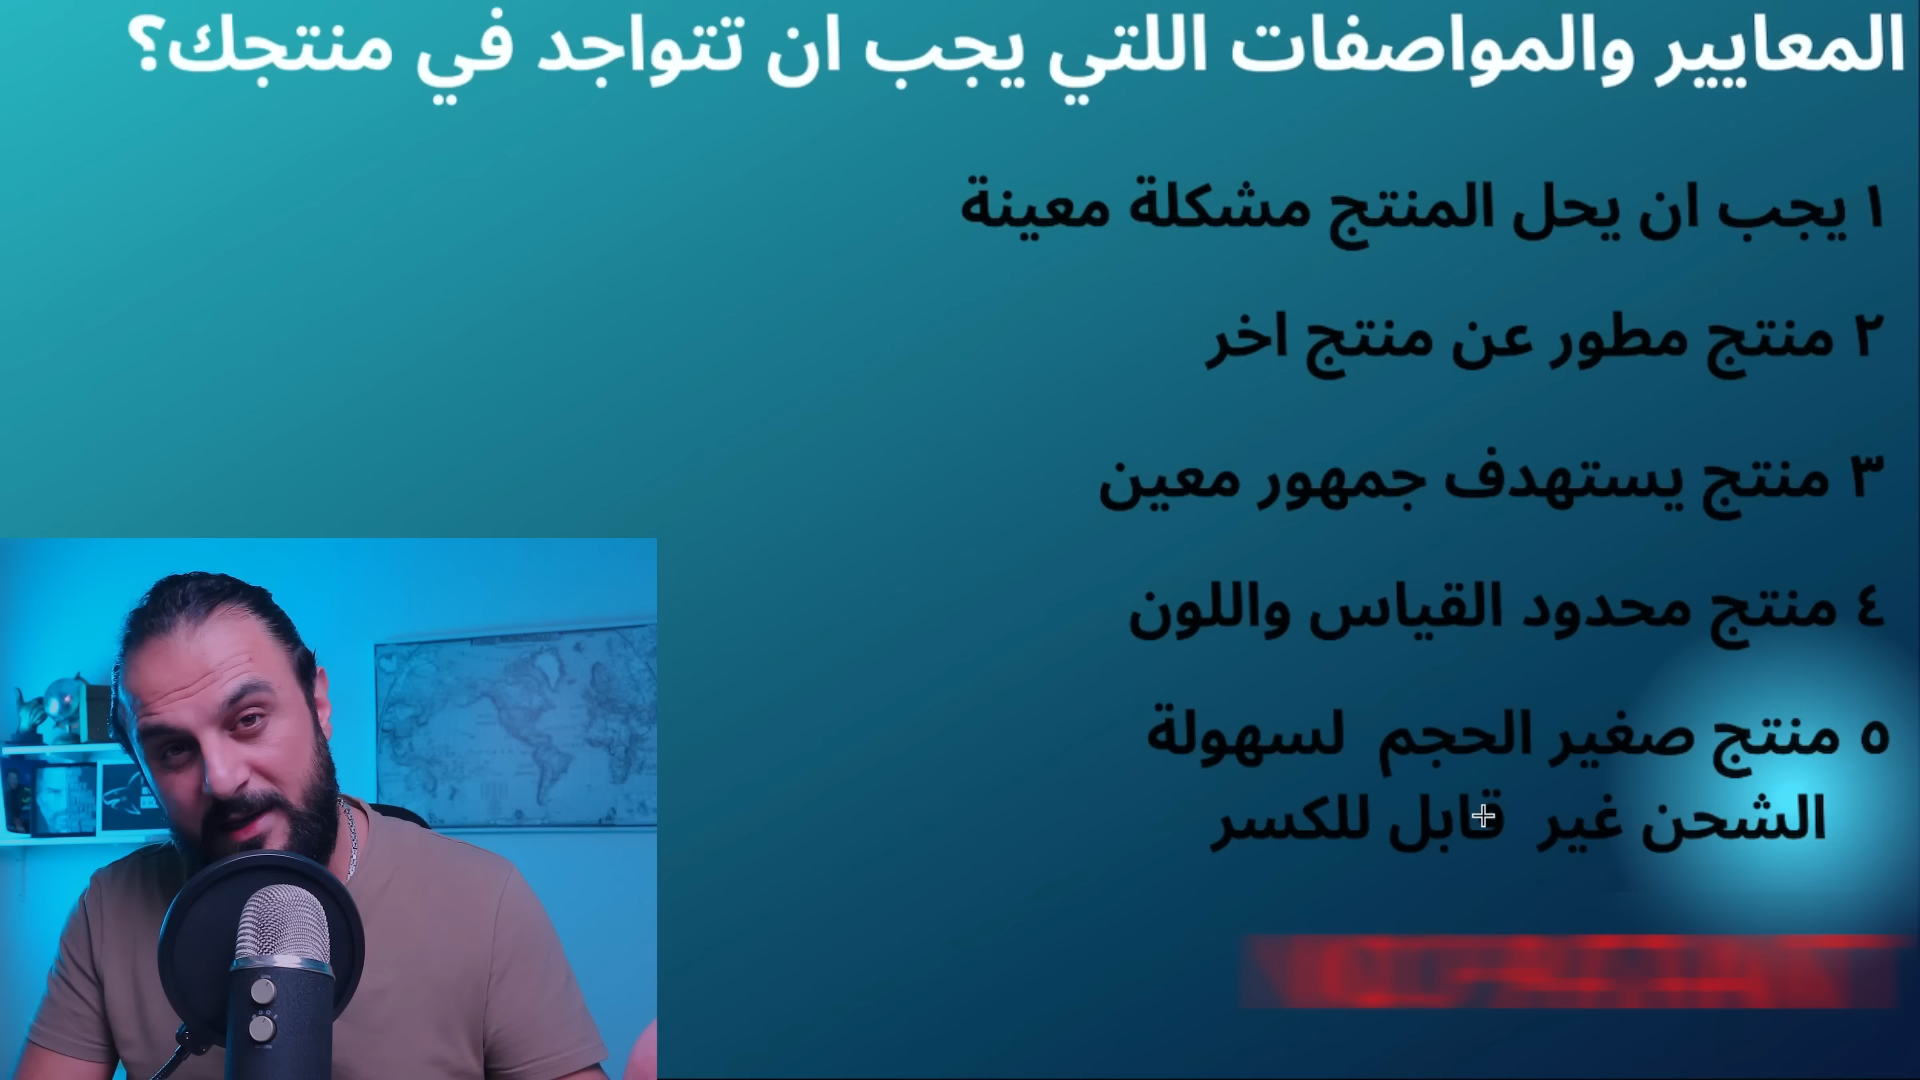 المعايير والمواصفات اللتي يجب ان تتواجد في منتجك؟
١ يجب ان يحل المنتج مشكلة معينة
٢ منتج مطور عن منتج اخر
٣ منتج يستهدف جمهور معين
٤ منتج محدود القياس واللون
٥ منتج صغير الحجم لسهولة
الشحن غير قابل للكسر